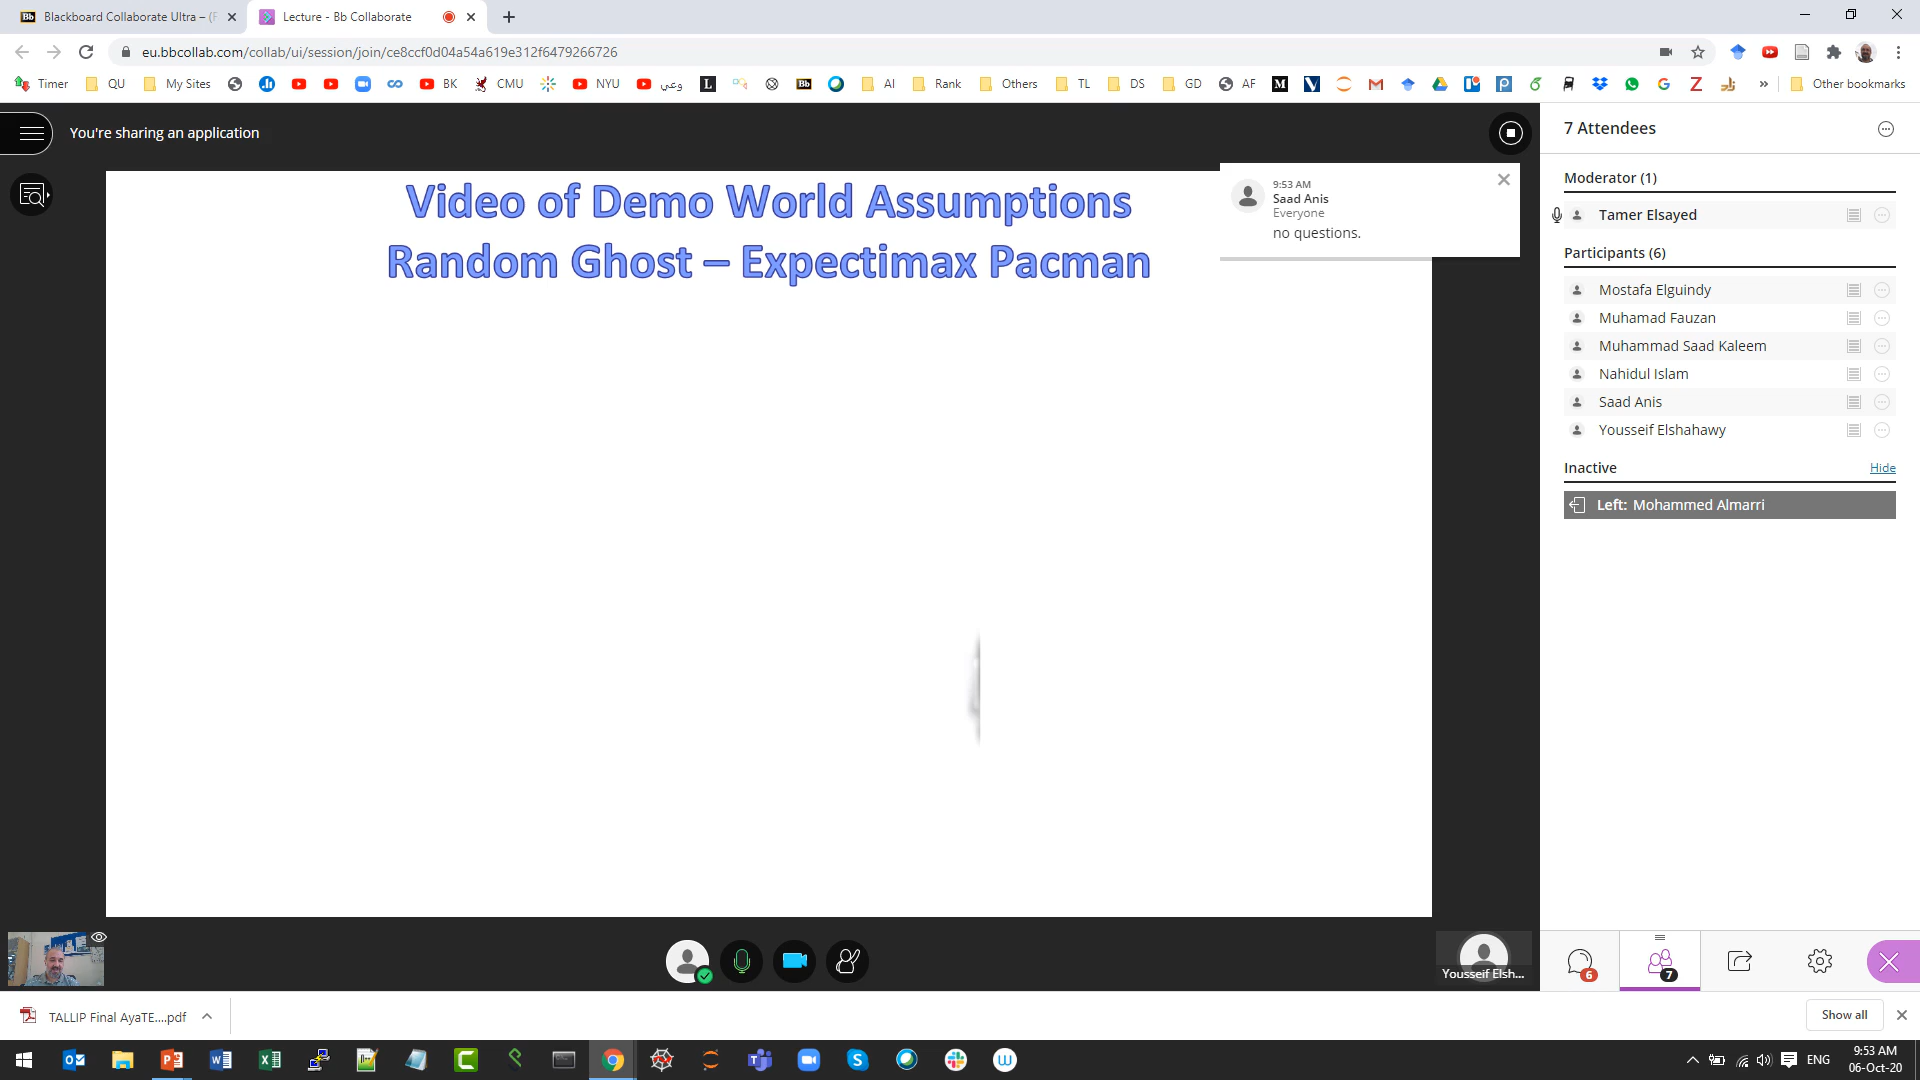 Blackboard Collaborate Ultra – (F
Lecture - Bb Collaborate
eu.bbcollab.com/collab/ui/session/join/ce8ccf0d04a54a619e312f6479266726
Timer QU My Sites BK CMU NYU وعي AI Rank Others TL DS GD AF » Other bookmarks
You're sharing an application
Video of Demo World Assumptions
Random Ghost – Expectimax Pacman
9:53 AM
Saad Anis
Everyone
no questions.
7 Attendees
Moderator (1)
Tamer Elsayed
Participants (6)
Mostafa Elguindy
Muhamad Fauzan
Muhammad Saad Kaleem
Nahidul Islam
Saad Anis
Yousseif Elshahawy
Inactive
Hide
Left: Mohammed Almarri
Yousseif Elsh...
6
7
TALLIP Final AyaTE....pdf
Show all
ENG
9:53 AM
06-Oct-20